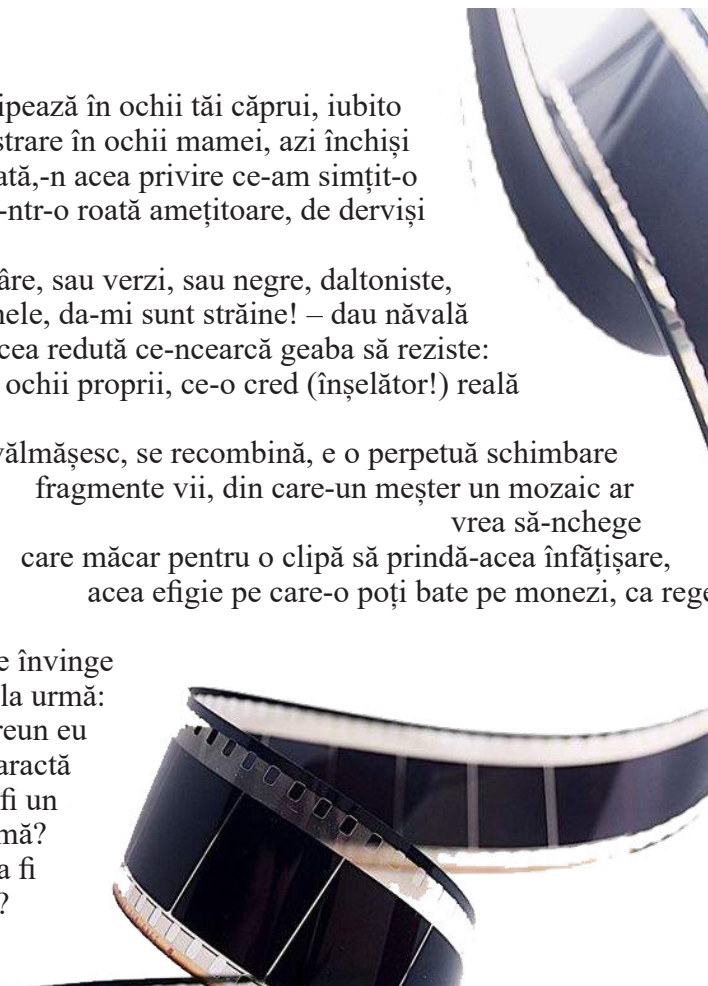 ipează în ochii tăi căprui, iubito
strare în ochii mamei, azi închiși
ată,-n acea privire ce-am simțit-o
-ntr-o roată amețitoare, de derviși
âre, sau verzi, sau negre, daltoniste,
nele, da-mi sunt străine! – dau năvală
cea redută ce-ncearcă geaba să reziste:
ochii proprii, ce-o cred (înșelător!) reală
vălmășesc, se recombină, e o perpetuă schimbare
fragmente vii, din care-un meșter un mozaic ar
vrea să-nchege
care măcar pentru o clipă să prindă-acea înfățișare,
acea efigie pe care-o poți bate pe monezi, ca rege
e învinge
la urmă:
reun eu
aractă
fi un
mă?
a fi
?